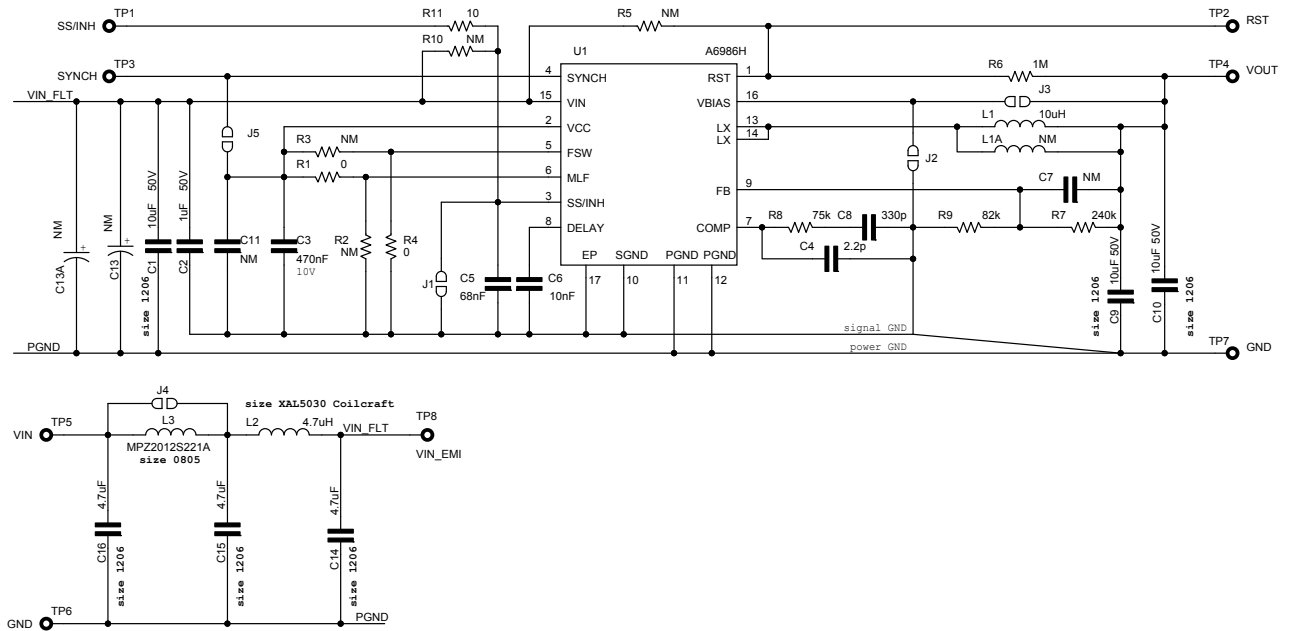 TP1
SS/INH
R11 10
R10 NM
R5 NM
TP2
RST
U1 A6986H
TP3
SYNCH
4 SYNCH
RST 1
R6 1M
TP4
VOUT
VIN_FLT
15 VIN
VBIAS 16
J3
2 VCC
LX 13
LX 14
L1 10uH
L1A NM
J5
R3 NM
5 FSW
J2
R1 0
6 MLF
FB 9
C7 NM
3 SS/INH
8 DELAY
COMP 7
R8 75k
C8 330p
C4 2.2p
R9 82k
R7 240k
EP SGND PGND PGND
17 10 11 12
NM
C13A
NM
C13
10uF 50V
C1
size 1206
1uF 50V
C2
C11
NM
C3
470nF
10V
R2
NM
R4
0
J1
C5
68nF
C6
10nF
10uF 50V
C9
size 1206
10uF 50V
C10
size 1206
signal GND
power GND
PGND
TP7
GND
J4
size XAL5030 Coilcraft
VIN
TP5
L3
MPZ2012S221A
size 0805
L2 4.7uH
VIN_FLT
TP8
VIN_EMI
4.7uF
C16
size 1206
4.7uF
C15
size 1206
4.7uF
C14
size 1206
GND
TP6
PGND